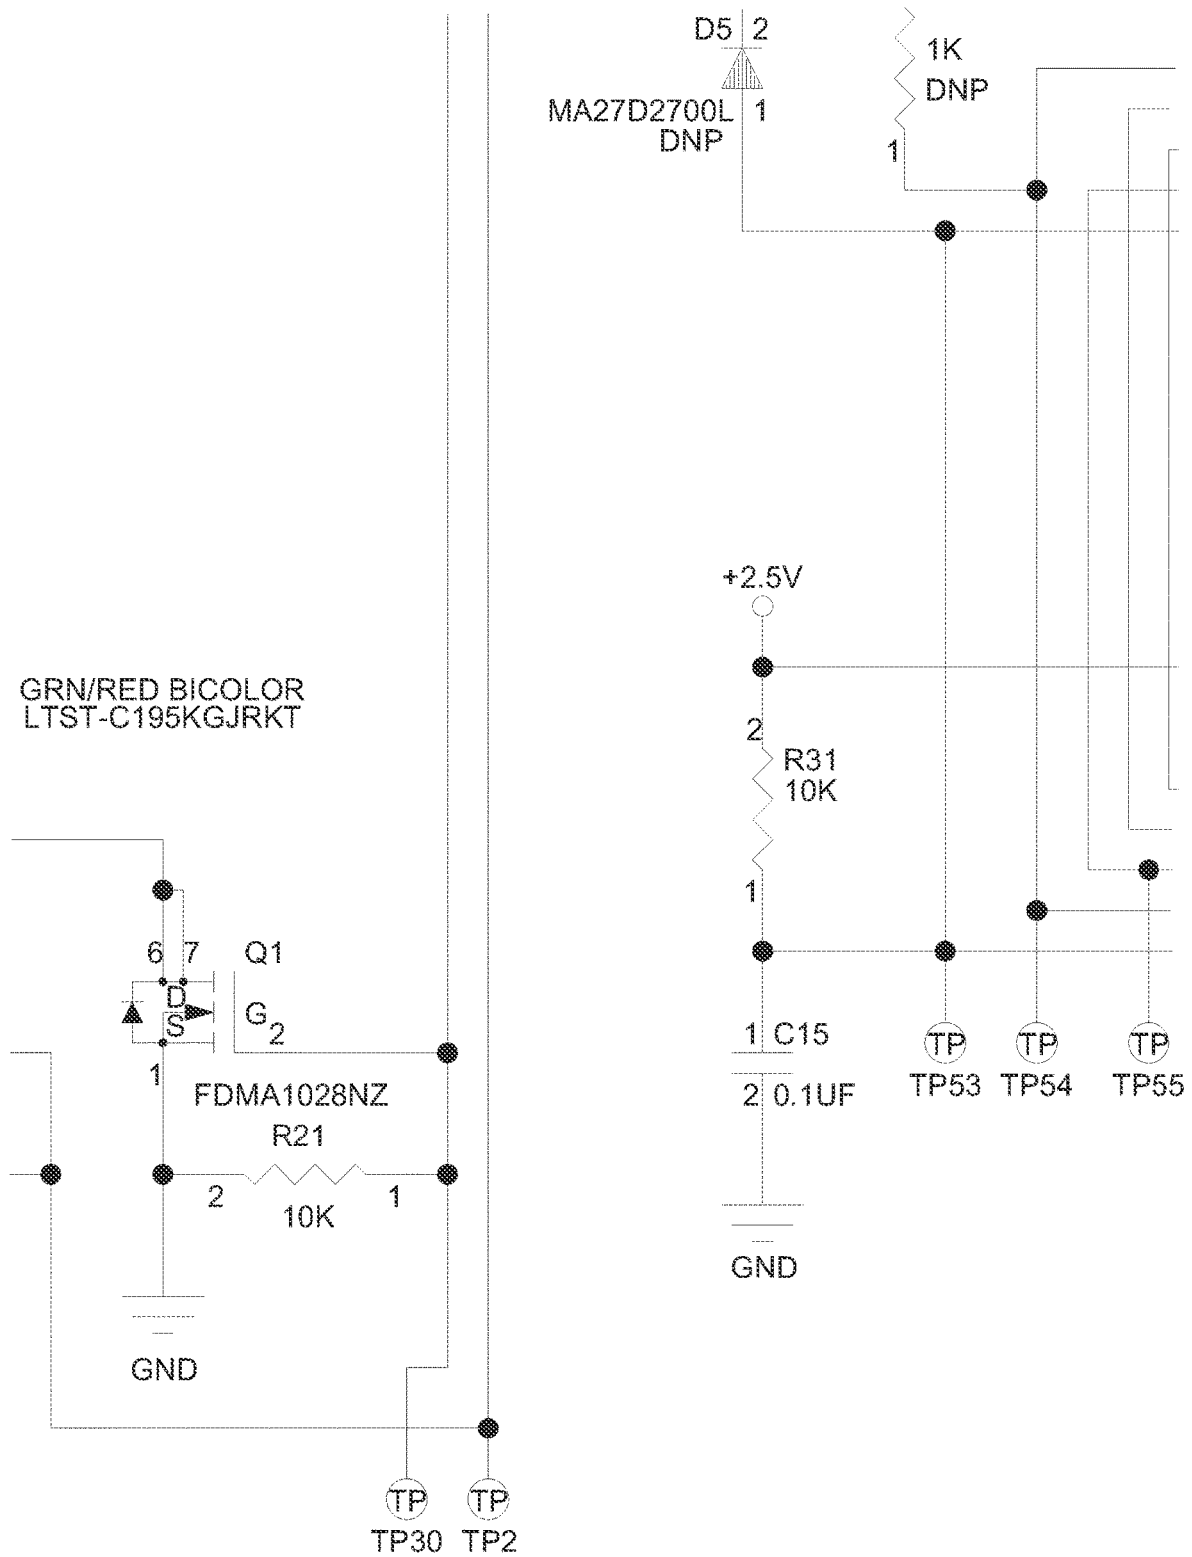 D5 2
1K
DNP
MA27D2700L 1
DNP
1
+2.5V
GRN/RED BICOLOR
LTST-C195KGJRKT
2
R31
10K
1
6 7 Q1
D
G 2
S
1
1 C15
TP TP TP
TP53 TP54 TP55
FDMA1028NZ
2 0.1UF
R21
2 1
10K
GND
GND
TP TP
TP30 TP2